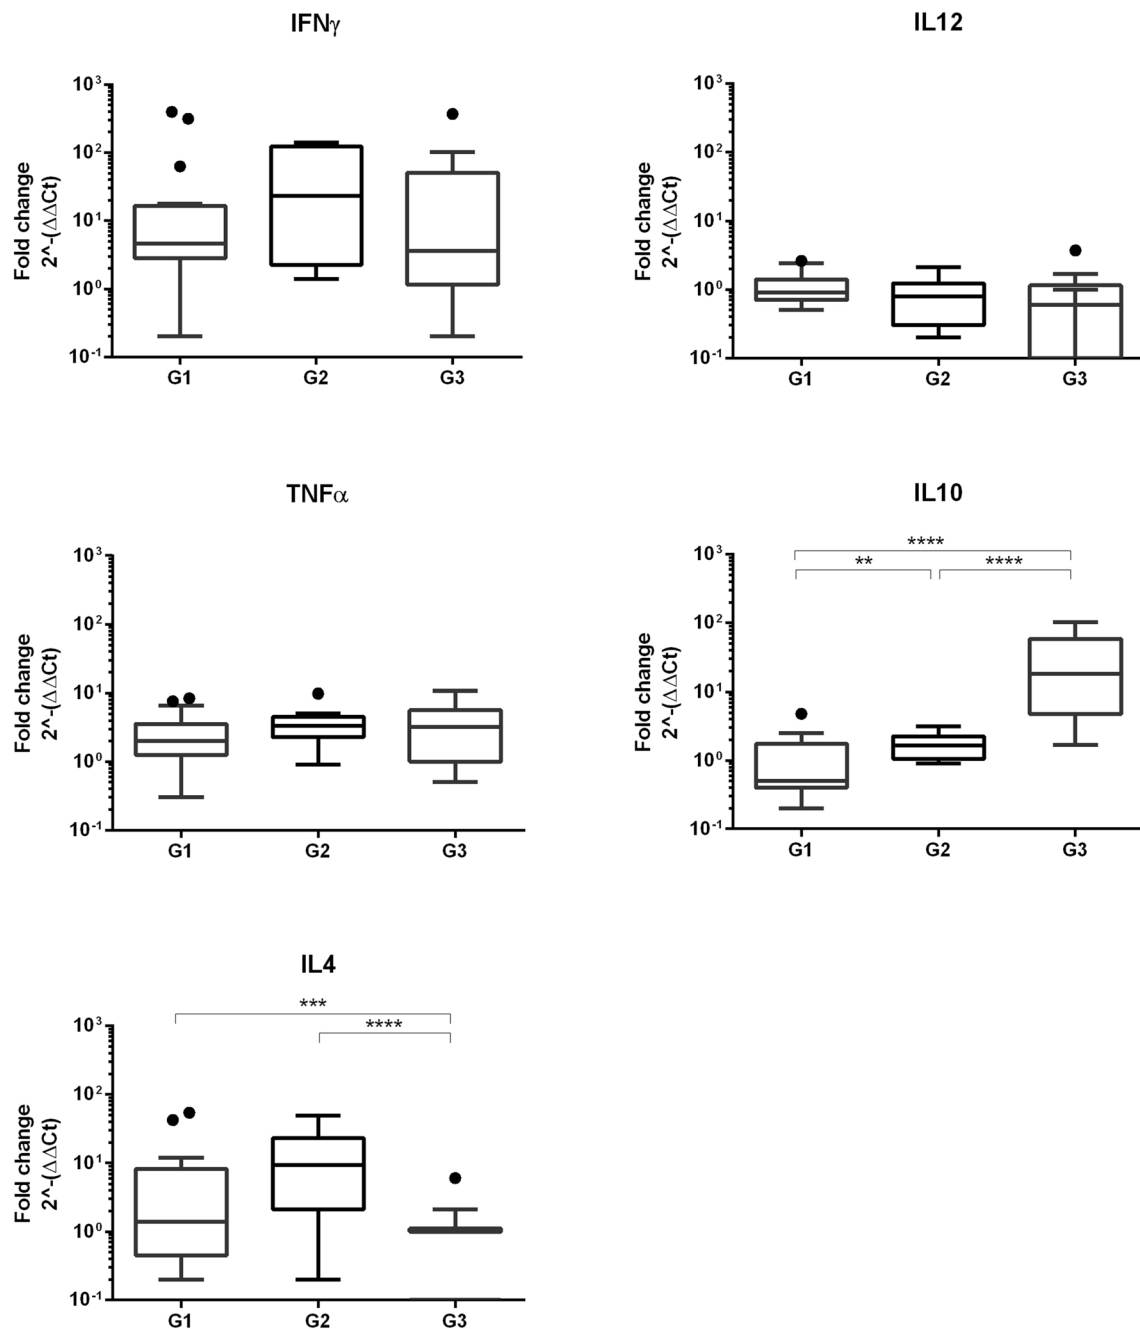 IFNγ
Fold change
2^-(ΔΔCt)
10³
10²
10¹
10⁰
10⁻¹
G1 G2 G3
IL12
Fold change
2^-(ΔΔCt)
10³
10²
10¹
10⁰
10⁻¹
G1 G2 G3
TNFα
Fold change
2^-(ΔΔCt)
10³
10²
10¹
10⁰
10⁻¹
G1 G2 G3
IL10
****
** ****
Fold change
2^-(ΔΔCt)
10³
10²
10¹
10⁰
10⁻¹
G1 G2 G3
IL4
***
****
Fold change
2^-(ΔΔCt)
10³
10²
10¹
10⁰
10⁻¹
G1 G2 G3